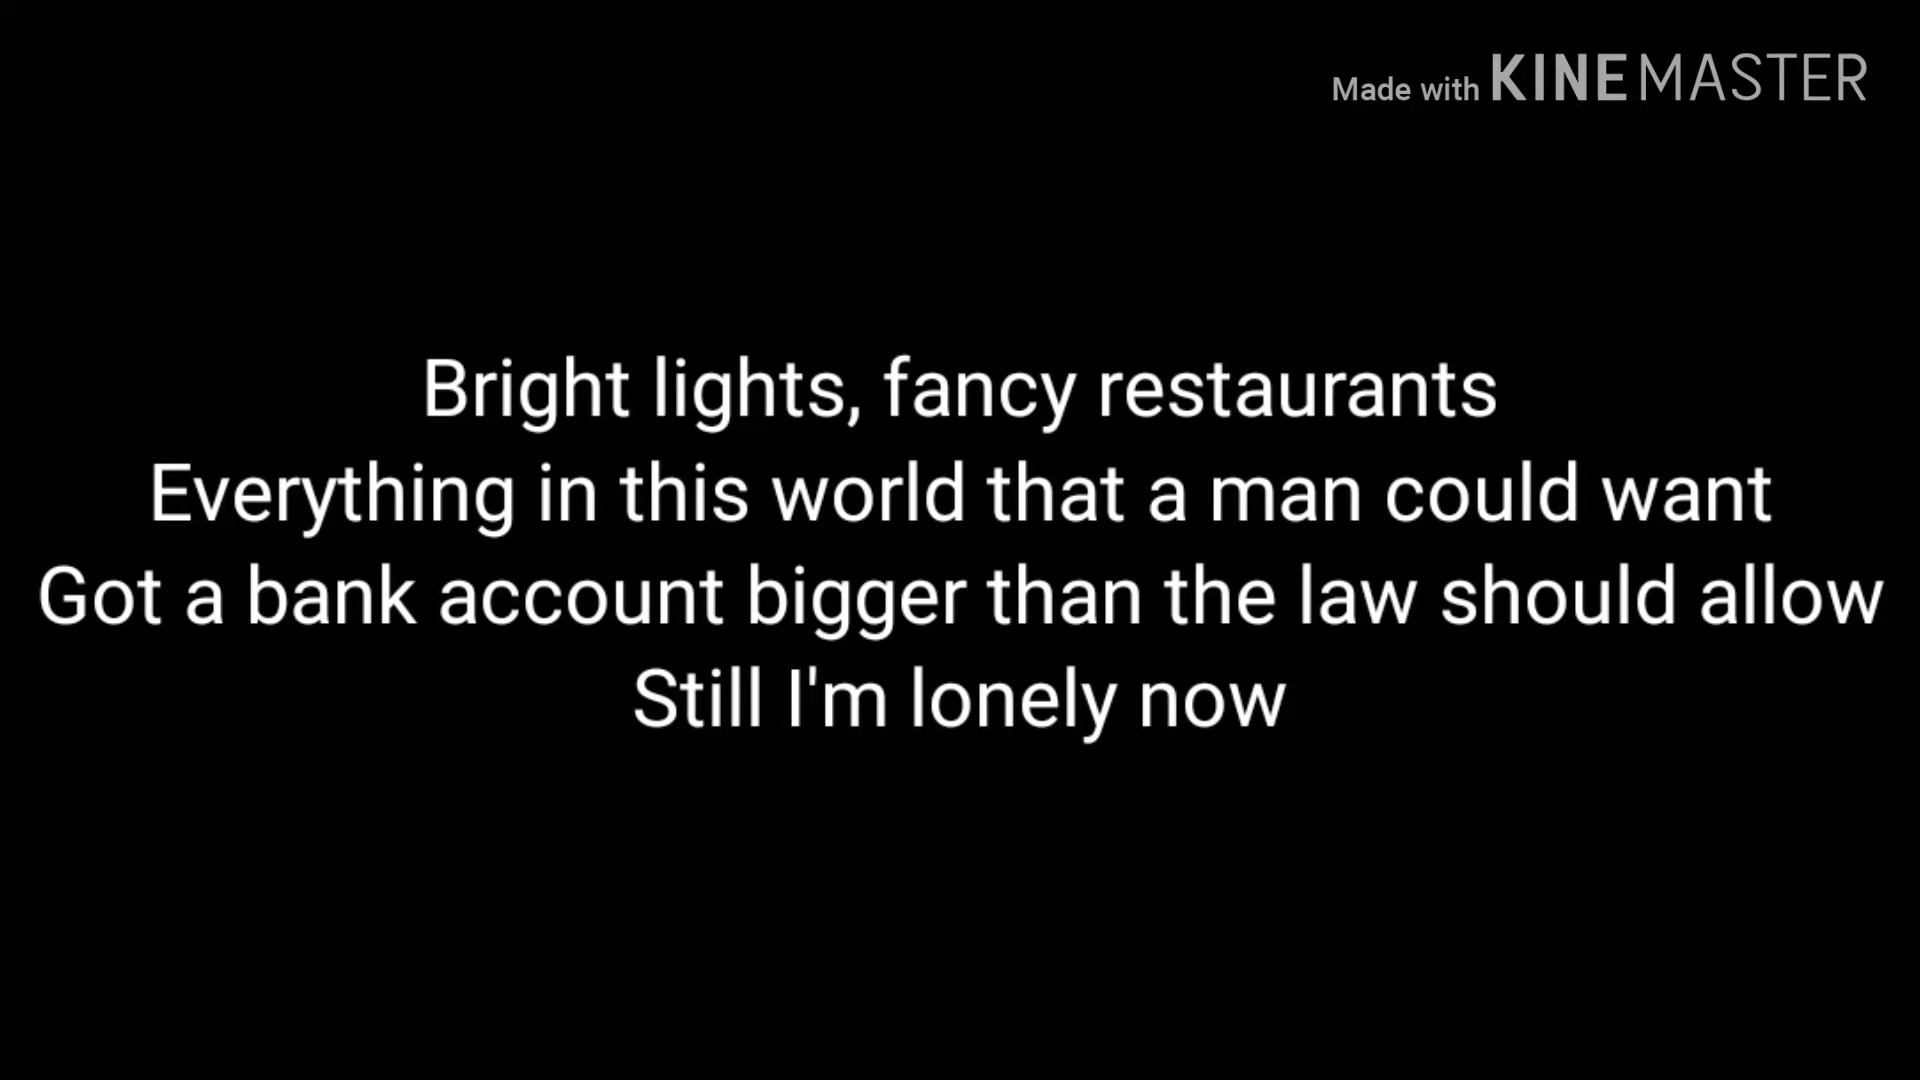 Made with KINEMASTER
Bright lights, fancy restaurants
Everything in this world that a man could want
Got a bank account bigger than the law should allow
Still I'm lonely now